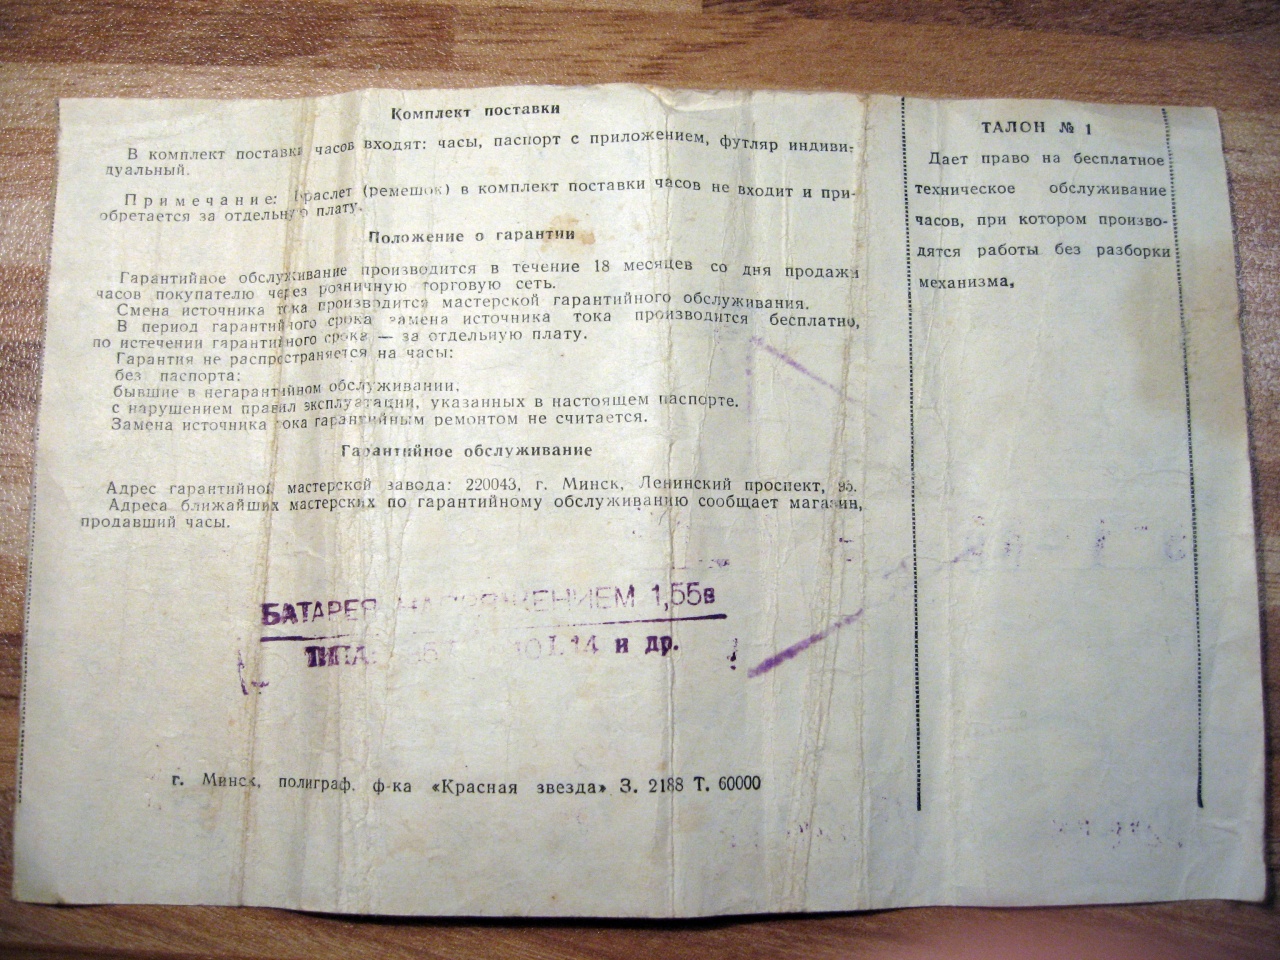 Комплект поставки
В комплект поставки часов входят: часы, паспорт с приложением, футляр индиви-
дуальный.
Примечание: Браслет (ремешок) в комплект поставки часов не входит и при-
обретается за отдельную плату.
Положение о гарантии
Гарантийное обслуживание производится в течение 18 месяцев со дня продажи
часов покупателю через розничную торговую сеть.
Смена источника тока производится мастерской гарантийного обслуживания.
В период гарантийного срока замена источника тока производится бесплатно,
по истечении гарантийного срока — за отдельную плату.
Гарантия не распространяется на часы:
без паспорта;
бывшие в негарантийном обслуживании,
с нарушением правил эксплуатации, указанных в настоящем паспорте.
Замена источника тока гарантийным ремонтом не считается.
Гарантийное обслуживание
Адрес гарантийной мастерской завода: 220043, г. Минск, Ленинский проспект,
Адреса ближайших мастерских по гарантийному обслуживанию сообщает магазин,
продавший часы.
БАТАРЕЯ НАПРЯЖЕНИЕМ 1,55в
ТИПА: и др.
г. Минск, полиграф. ф-ка «Красная звезда» З. 2188 Т. 60000
ТАЛОН № 1
Дает право на бесплатное
техническое обслуживание
часов, при котором произво-
дятся работы без разборки
механизма,